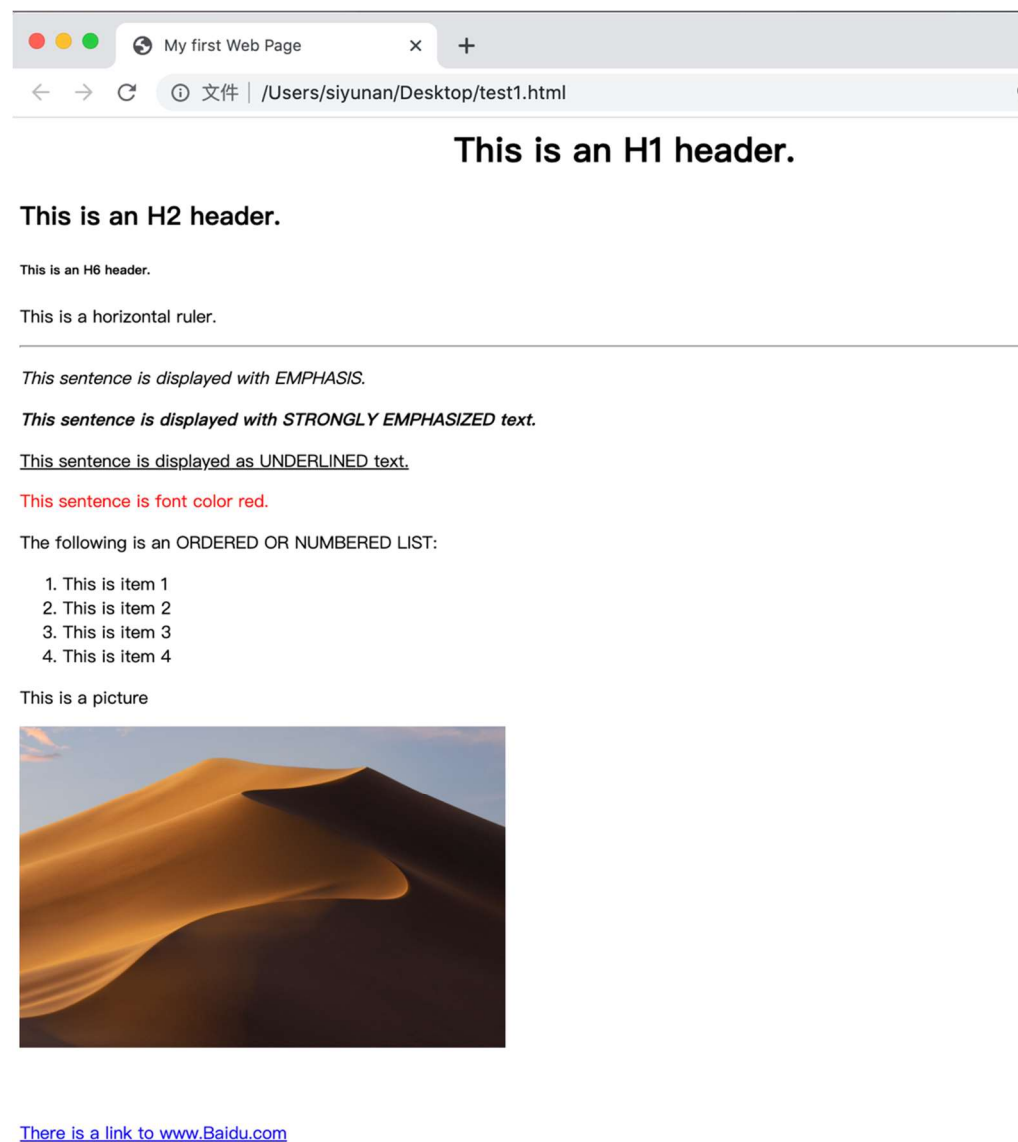 My first Web Page
文件 /Users/siyunan/Desktop/test1.html
This is an H1 header.
This is an H2 header.
This is an H6 header.
This is a horizontal ruler.
This sentence is displayed with EMPHASIS.
This sentence is displayed with STRONGLY EMPHASIZED text.
This sentence is displayed as UNDERLINED text.
This sentence is font color red.
The following is an ORDERED OR NUMBERED LIST:
1. This is item 1
2. This is item 2
3. This is item 3
4. This is item 4
This is a picture
There is a link to www.Baidu.com